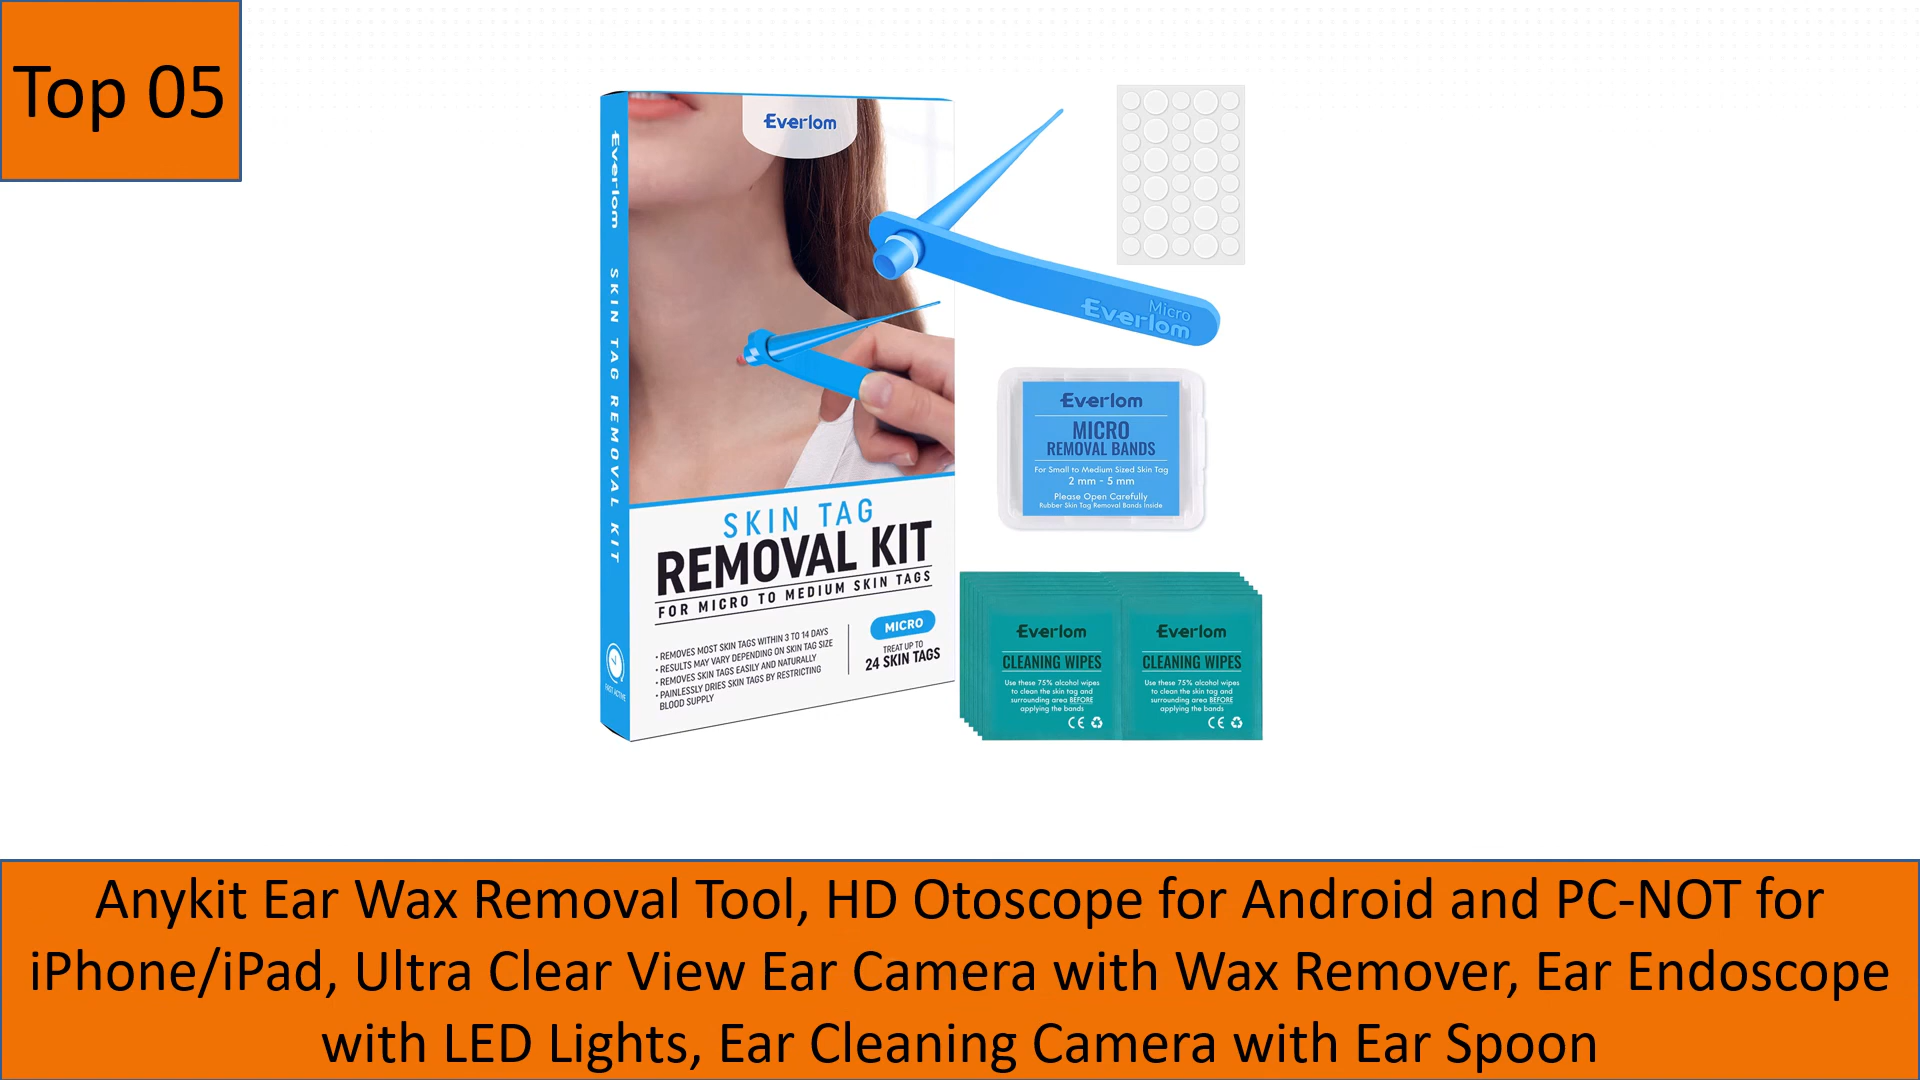 Top 05
Everlom
SKIN TAG REMOVAL KIT
FAST ACTIVE
Everlom
SKIN TAG
REMOVAL KIT
FOR MICRO TO MEDIUM SKIN TAGS
• REMOVES MOST SKIN TAGS WITHIN 3 TO 14 DAYS
• RESULTS MAY VARY DEPENDING ON SKIN TAG SIZE
• REMOVES SKIN TAGS EASILY AND NATURALLY
• PAINLESSLY DRIES SKIN TAGS BY RESTRICTING
BLOOD SUPPLY
MICRO
TREAT UP TO
24 SKIN TAGS
Micro
Everlom
Everlom
MICRO
REMOVAL BANDS
For Small to Medium Sized Skin Tag
2 mm - 5 mm
Please Open Carefully
Rubber Skin Tag Removal Bands Inside
Everlom
CLEANING WIPES
Use these 75% alcohol wipes
to clean the skin tag and
surrounding area BEFORE
applying the bands
CE
Everlom
CLEANING WIPES
Use these 75% alcohol wipes
to clean the skin tag and
surrounding area BEFORE
applying the bands
CE
Anykit Ear Wax Removal Tool, HD Otoscope for Android and PC-NOT for
iPhone/iPad, Ultra Clear View Ear Camera with Wax Remover, Ear Endoscope
with LED Lights, Ear Cleaning Camera with Ear Spoon